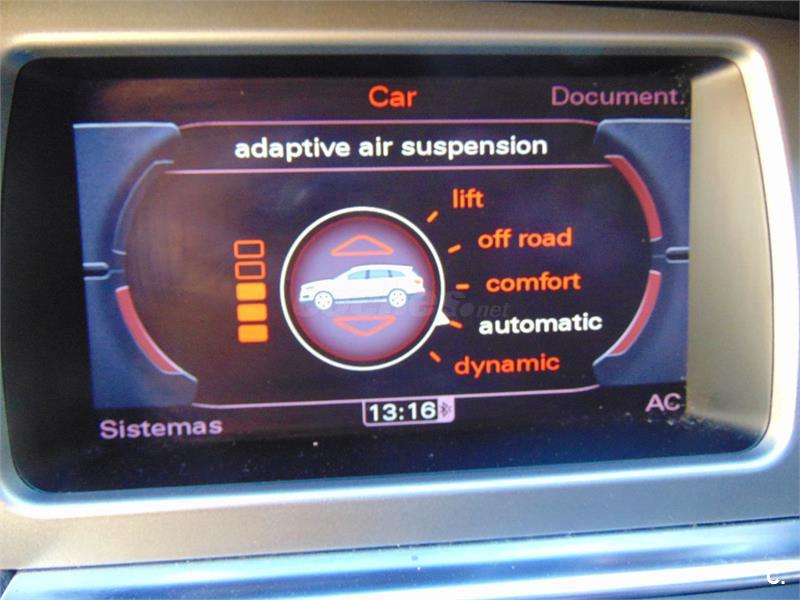 Car
Document.
adaptive air suspension
lift
off road
comfort
automatic
dynamic
Sistemas
13:16
AC